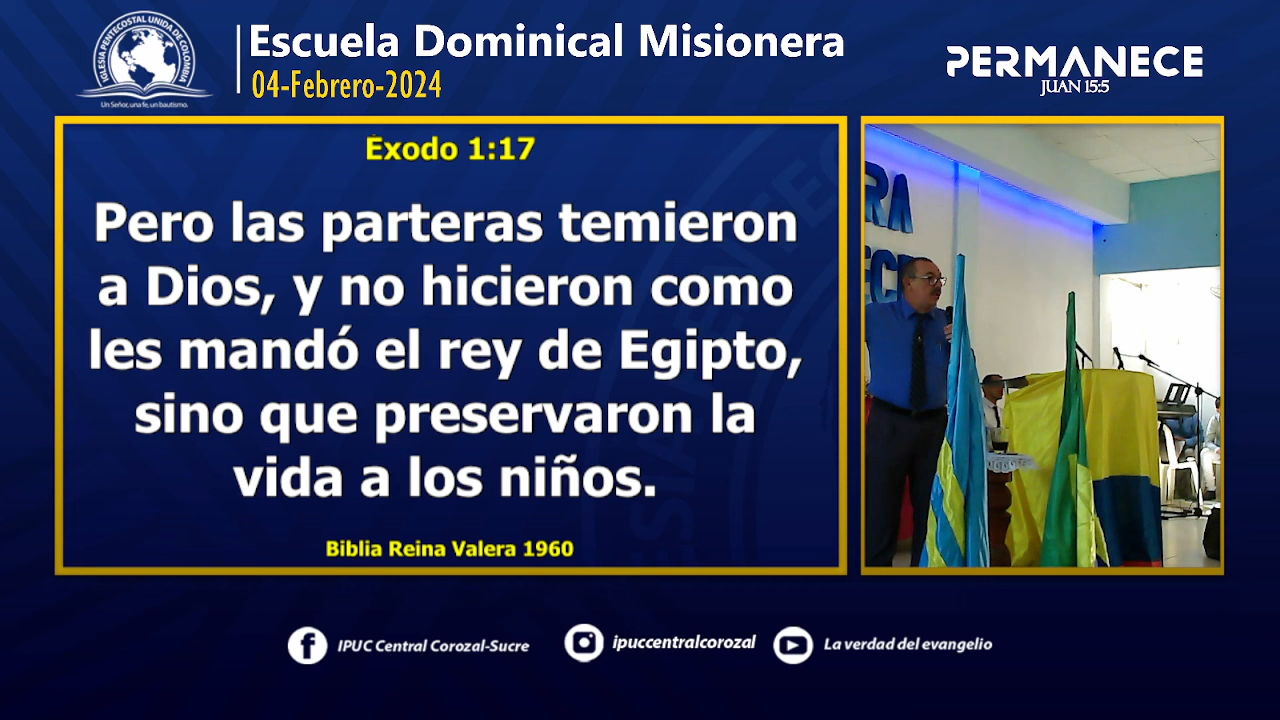 IGLESIA PENTECOSTAL UNIDA DE COLOMBIA
Un Señor, una fe, un bautismo.
Escuela Dominical Misionera
04-Febrero-2024
PERMANECE
JUAN 15:5
Éxodo 1:17
Pero las parteras temieron
a Dios, y no hicieron como
les mandó el rey de Egipto,
sino que preservaron la
vida a los niños.
Biblia Reina Valera 1960
RA
EC
IPUC Central Corozal-Sucre
ipuccentralcorozal
La verdad del evangelio